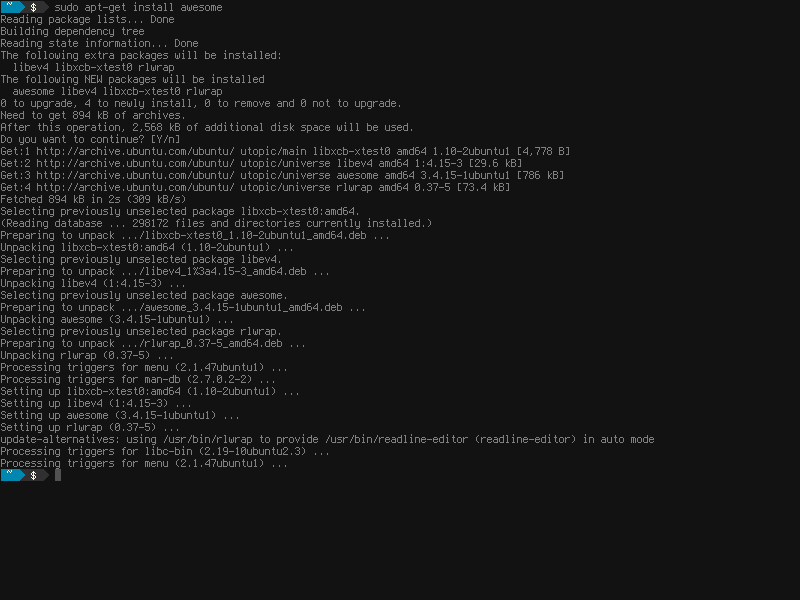 ~ $ sudo apt-get install awesome
Reading package lists... Done
Building dependency tree
Reading state information... Done
The following extra packages will be installed:
  libev4 libxcb-xtest0 rlwrap
The following NEW packages will be installed
  awesome libev4 libxcb-xtest0 rlwrap
0 to upgrade, 4 to newly install, 0 to remove and 0 not to upgrade.
Need to get 894 kB of archives.
After this operation, 2,568 kB of additional disk space will be used.
Do you want to continue? [Y/n]
Get:1 http://archive.ubuntu.com/ubuntu/ utopic/main libxcb-xtest0 amd64 1.10-2ubuntu1 [4,778 B]
Get:2 http://archive.ubuntu.com/ubuntu/ utopic/universe libev4 amd64 1:4.15-3 [29.6 kB]
Get:3 http://archive.ubuntu.com/ubuntu/ utopic/universe awesome amd64 3.4.15-1ubuntu1 [786 kB]
Get:4 http://archive.ubuntu.com/ubuntu/ utopic/universe rlwrap amd64 0.37-5 [73.4 kB]
Fetched 894 kB in 2s (309 kB/s)
Selecting previously unselected package libxcb-xtest0:amd64.
(Reading database ... 298172 files and directories currently installed.)
Preparing to unpack .../libxcb-xtest0_1.10-2ubuntu1_amd64.deb ...
Unpacking libxcb-xtest0:amd64 (1.10-2ubuntu1) ...
Selecting previously unselected package libev4.
Preparing to unpack .../libev4_1%3a4.15-3_amd64.deb ...
Unpacking libev4 (1:4.15-3) ...
Selecting previously unselected package awesome.
Preparing to unpack .../awesome_3.4.15-1ubuntu1_amd64.deb ...
Unpacking awesome (3.4.15-1ubuntu1) ...
Selecting previously unselected package rlwrap.
Preparing to unpack .../rlwrap_0.37-5_amd64.deb ...
Unpacking rlwrap (0.37-5) ...
Processing triggers for menu (2.1.47ubuntu1) ...
Processing triggers for man-db (2.7.0.2-2) ...
Setting up libxcb-xtest0:amd64 (1.10-2ubuntu1) ...
Setting up libev4 (1:4.15-3) ...
Setting up awesome (3.4.15-1ubuntu1) ...
Setting up rlwrap (0.37-5) ...
update-alternatives: using /usr/bin/rlwrap to provide /usr/bin/readline-editor (readline-editor) in auto mode
Processing triggers for libc-bin (2.19-10ubuntu2.3) ...
Processing triggers for menu (2.1.47ubuntu1) ...
~ $